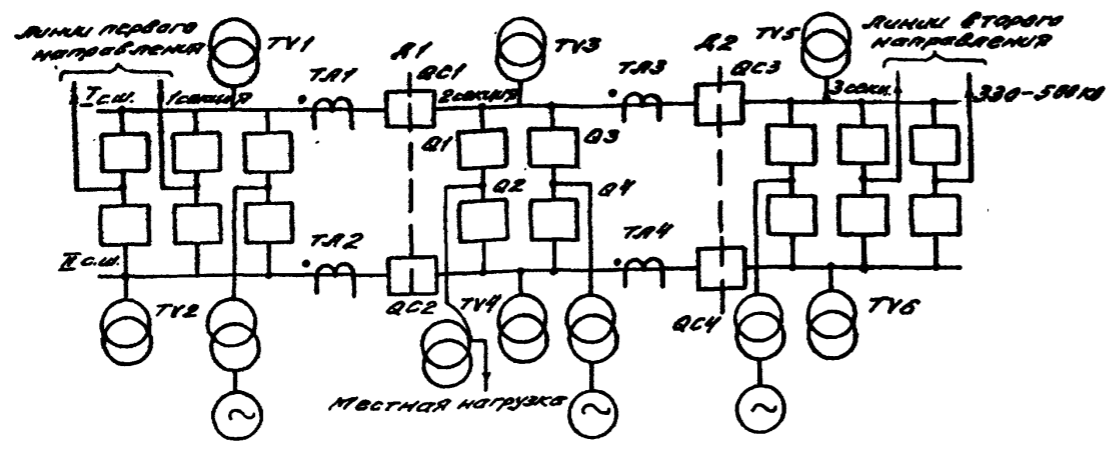 линии первого
направления
TV1
TA1
Д1
QC1
TV3
TA3
Д2
QC3
TV5
линии второго
направления
I с.ш.
1 секция
2 секция
3 секц.
330-500 кв
Q1
Q3
Q2
Q4
II с.ш.
TA2
QC2
TA4
QC4
TV2
TV4
TV6
Местная нагрузка
~
~
~